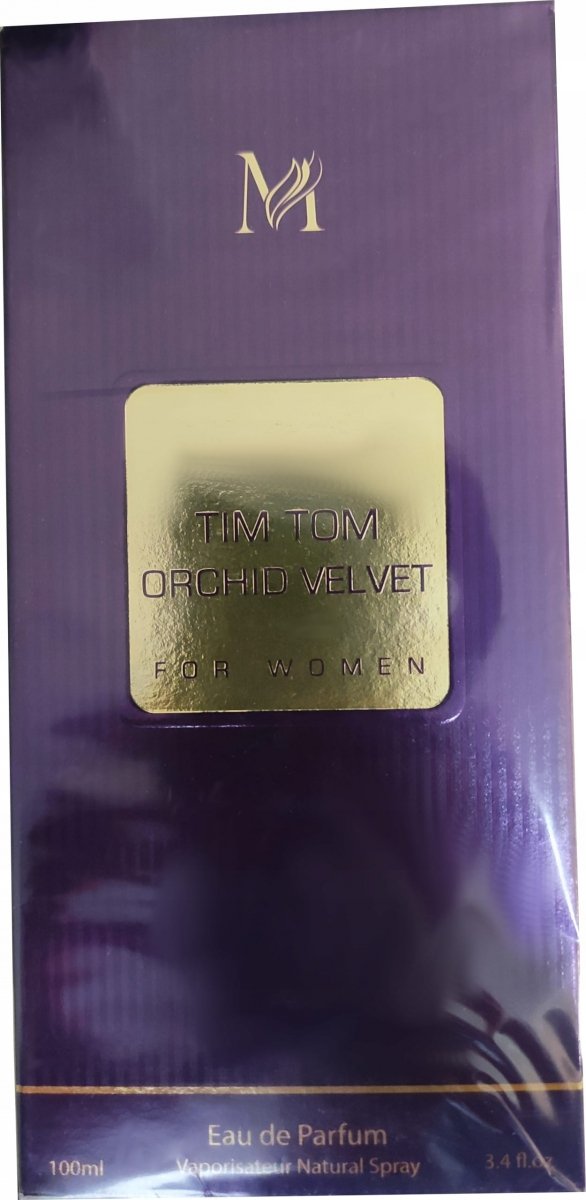 M
TIM TOM
ORCHID VELVET
FOR WOMEN
Eau de Parfum
100ml Vaporisateur Natural Spray 3.4 fl.oz